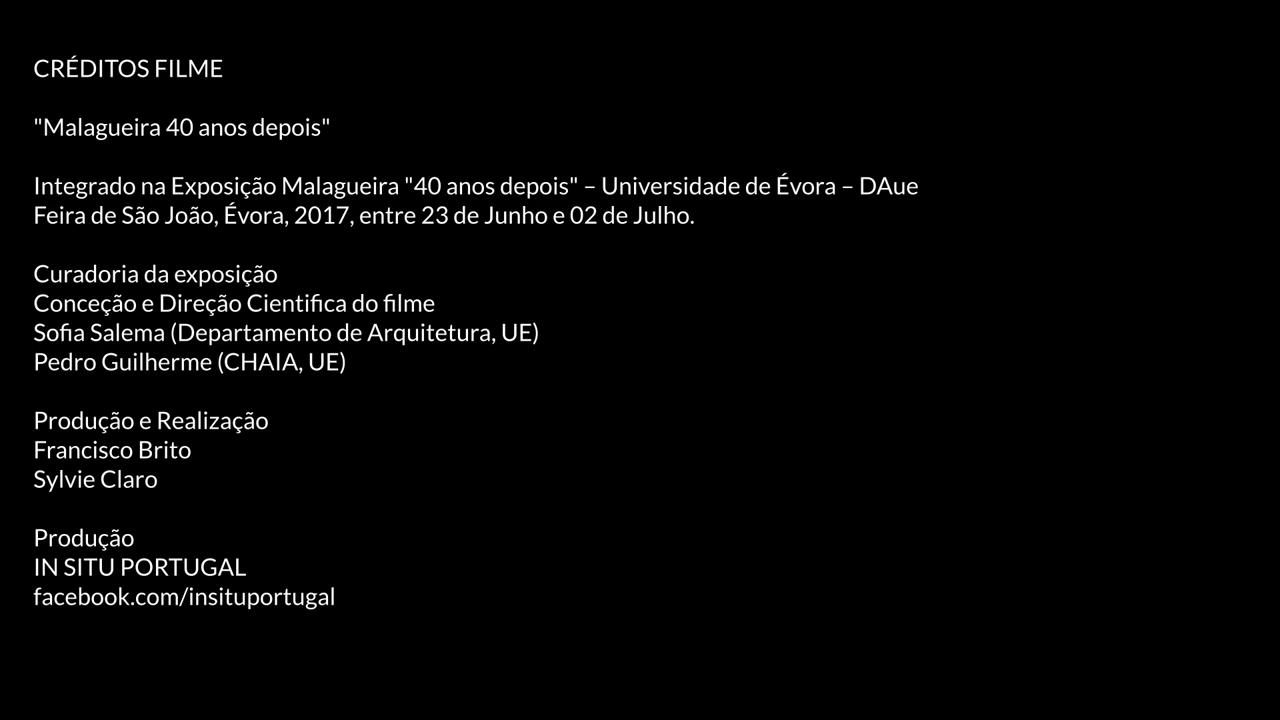 CRÉDITOS FILME
"Malagueira 40 anos depois"
Integrado na Exposição Malagueira "40 anos depois" – Universidade de Évora – DAue
Feira de São João, Évora, 2017, entre 23 de Junho e 02 de Julho.
Curadoria da exposição
Conceção e Direção Cientifica do filme
Sofia Salema (Departamento de Arquitetura, UE)
Pedro Guilherme (CHAIA, UE)
Produção e Realização
Francisco Brito
Sylvie Claro
Produção
IN SITU PORTUGAL
facebook.com/insituportugal